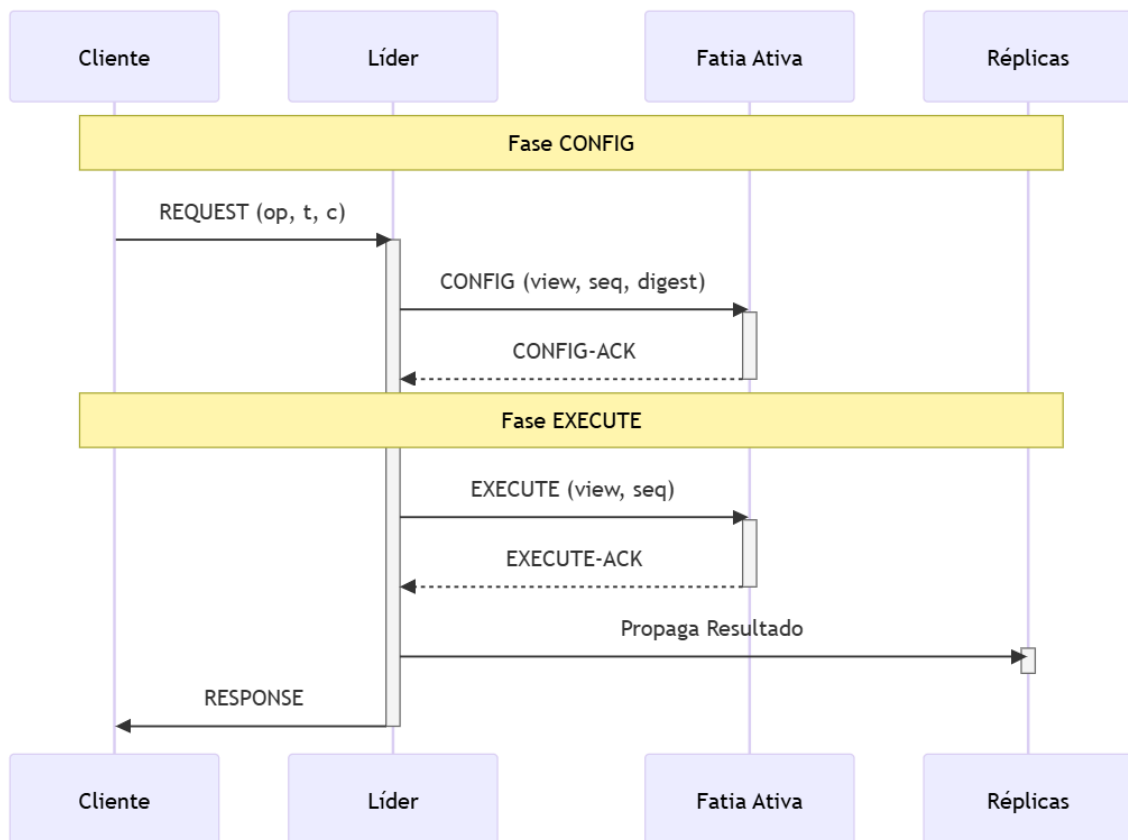 Cliente
Líder
Fatia Ativa
Réplicas
Fase CONFIG
REQUEST (op, t, c)
CONFIG (view, seq, digest)
CONFIG-ACK
Fase EXECUTE
EXECUTE (view, seq)
EXECUTE-ACK
Propaga Resultado
RESPONSE
Cliente
Líder
Fatia Ativa
Réplicas